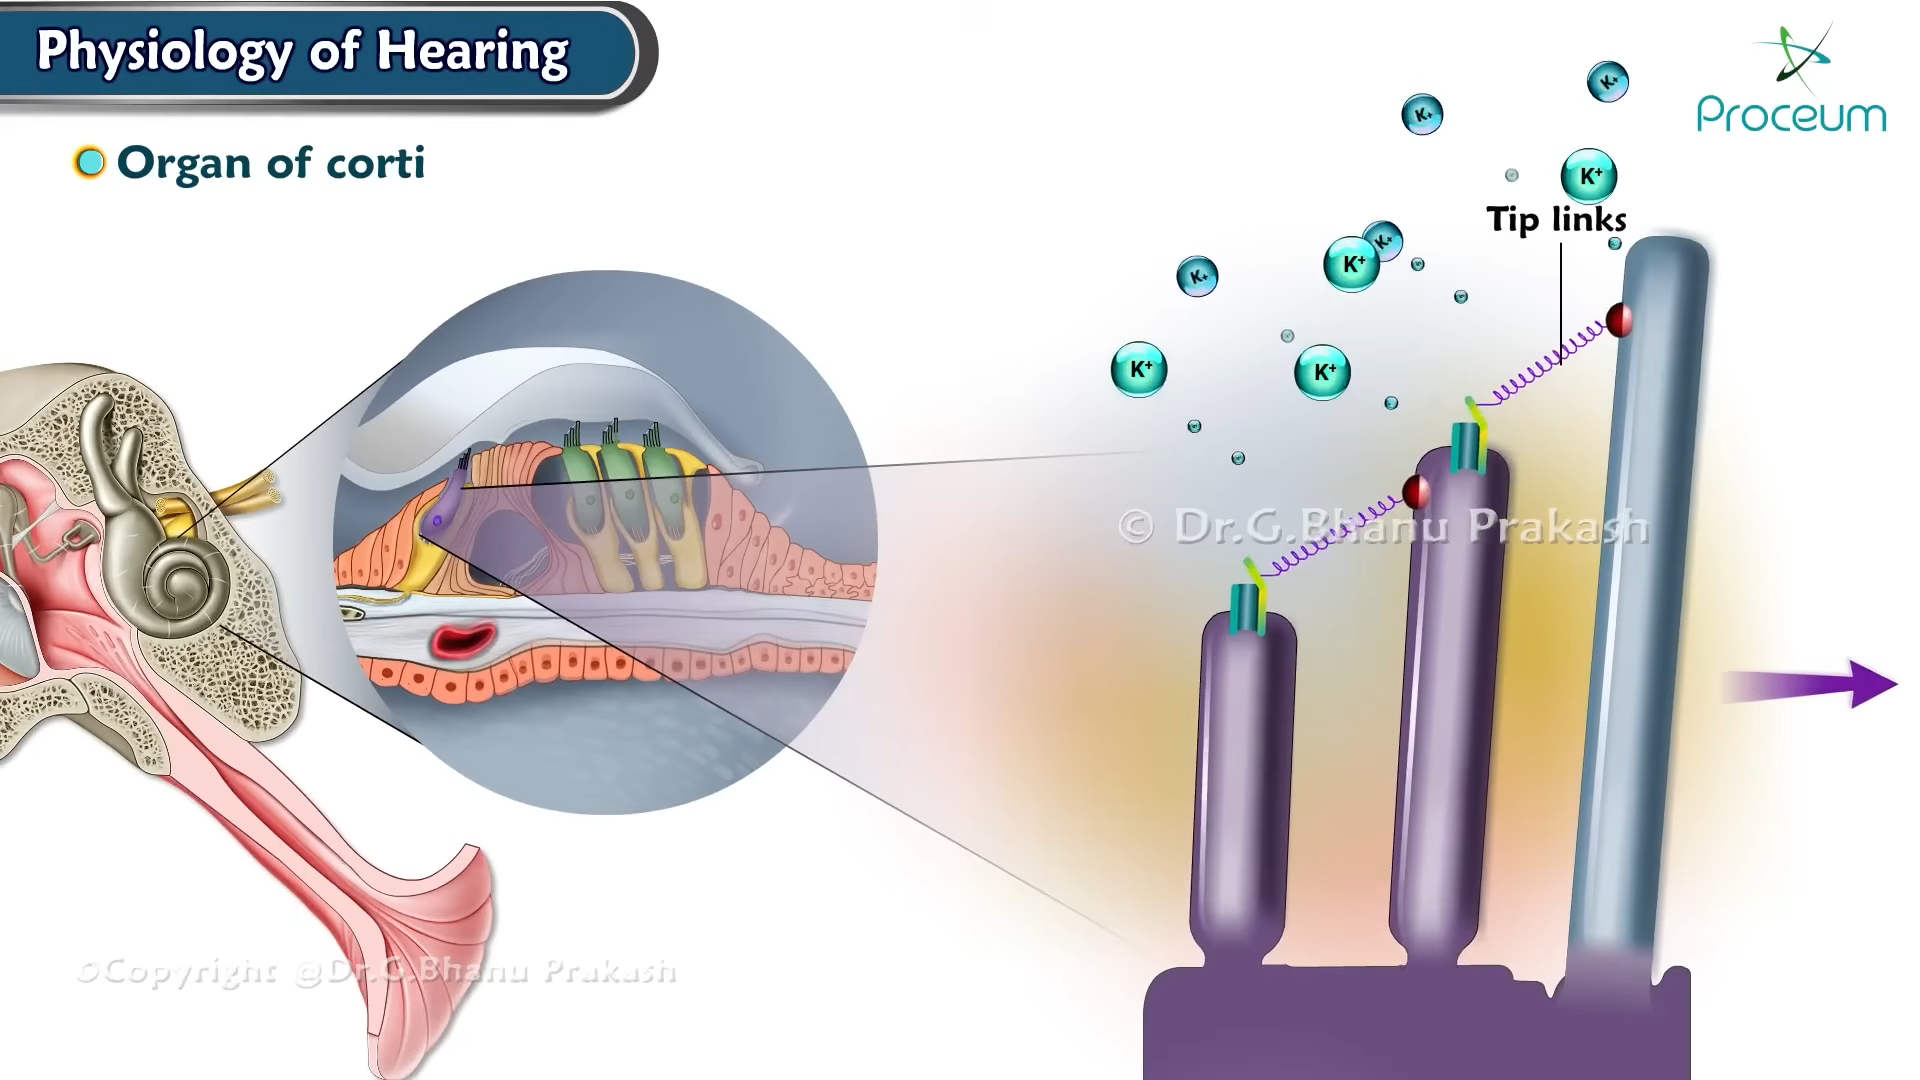 Physiology of Hearing
Proceum
Organ of corti
K+
K+
K⁺
Tip links
K+
K⁺
K+
K⁺
K⁺
© Dr.G.Bhanu Prakash
©Copyright @Dr.G.Bhanu Prakash